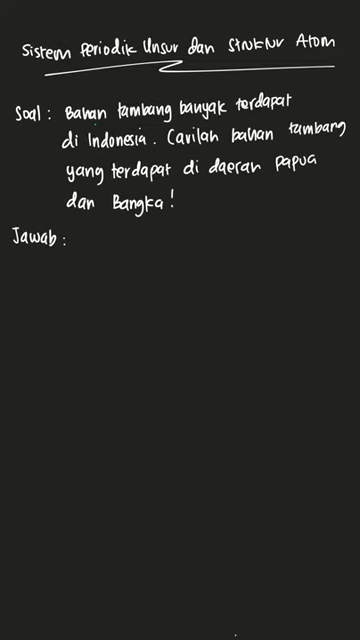 Sistem Periodik Unsur dan Struktur Atom
Soal : Bahan tambang banyak terdapat
di Indonesia. Carilah bahan tambang
yang terdapat di daerah Papua
dan Bangka !
Jawab :